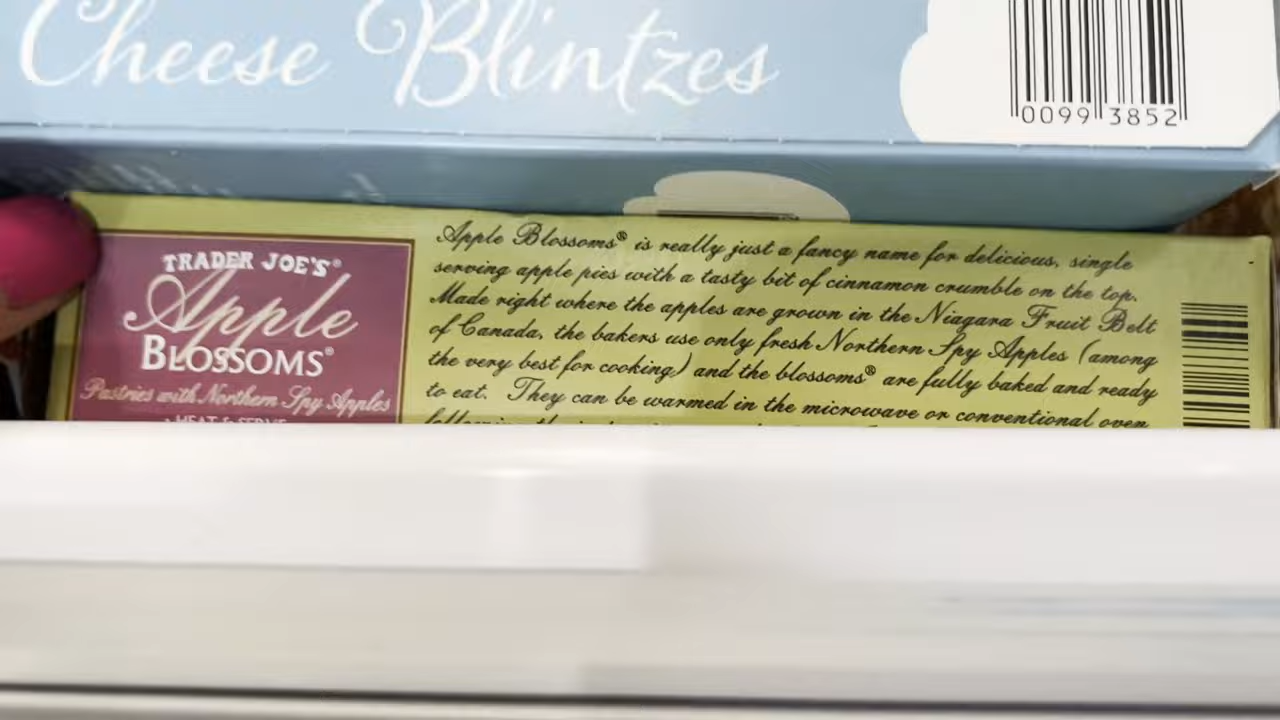 Cheese Blintzes
0099 3852
TRADER JOE'S®
Apple
BLOSSOMS®
Pastries with Northern Spy Apples
HEAT & SERVE
Apple Blossoms® is really just a fancy name for delicious, single
serving apple pies with a tasty bit of cinnamon crumble on the top.
Made right where the apples are grown in the Niagara Fruit Belt
of Canada, the bakers use only fresh Northern Spy Apples (among
the very best for cooking) and the blossoms® are fully baked and ready
to eat. They can be warmed in the microwave or conventional oven